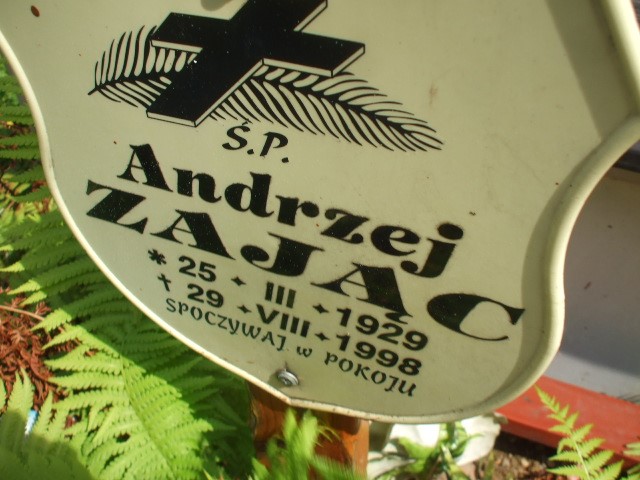 Ś.P.
Andrzej
ZAJĄC
* 25 ✦ III ✦ 1929
† 29 ✦ VIII ✦ 1998
SPOCZYWAJ w POKOJU